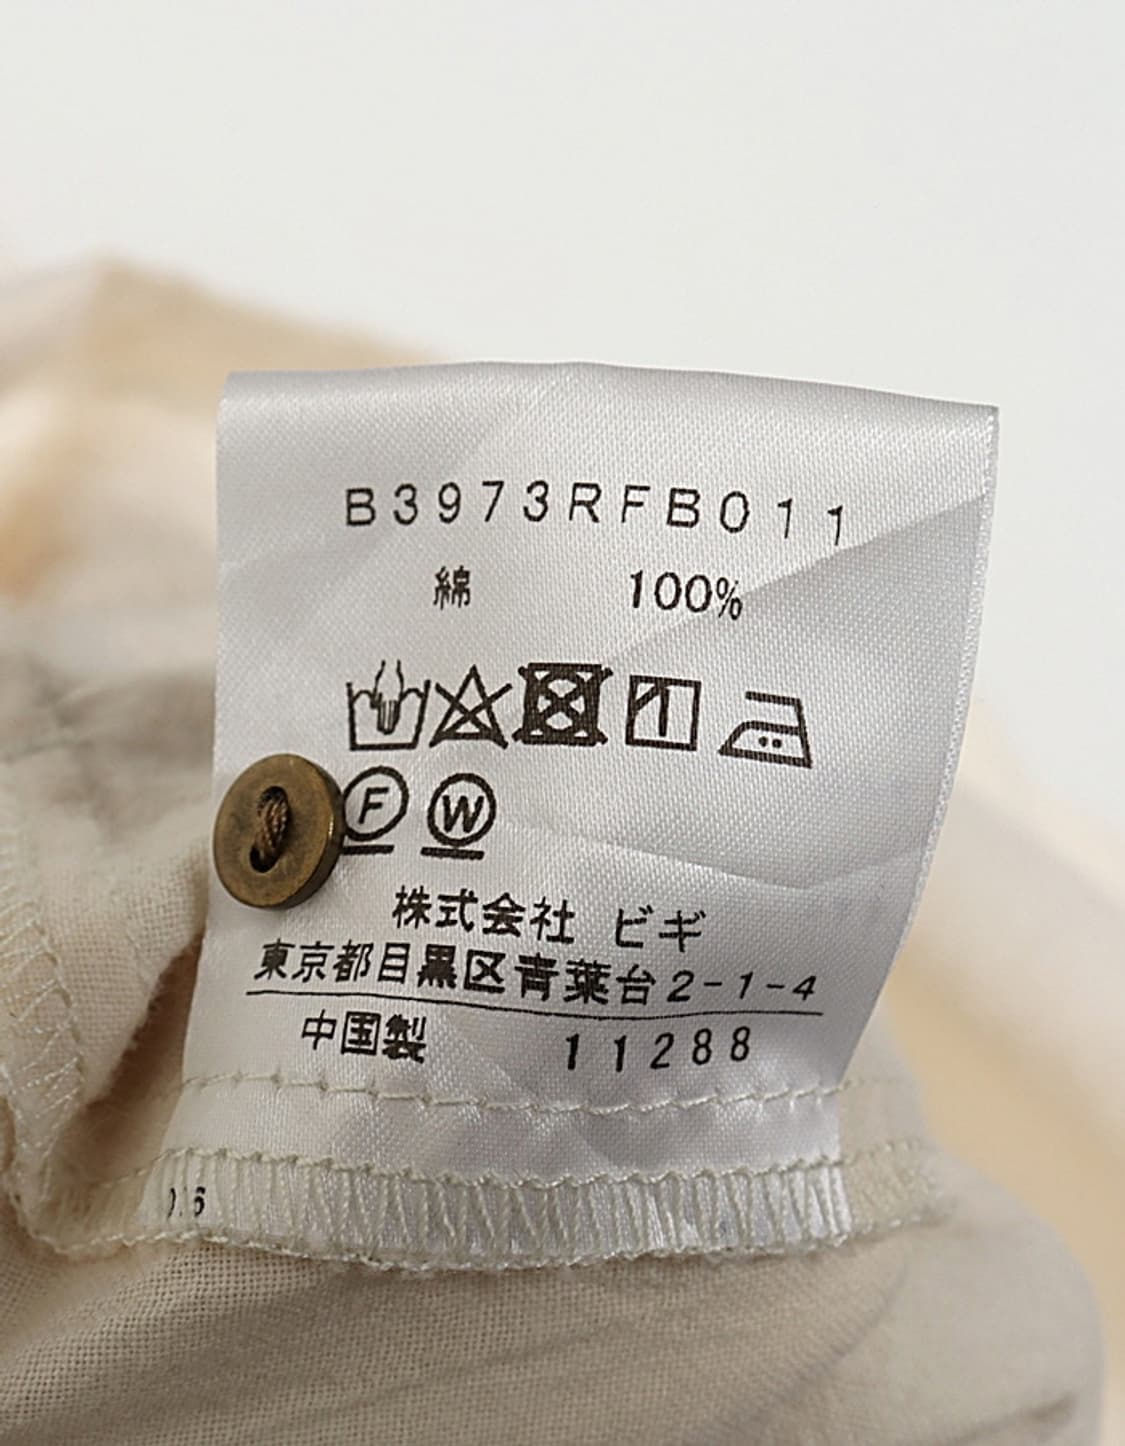 B3973RFB011
綿 100%
F W
株式会社 ビギ
東京都目黒区青葉台2-1-4
中国製 11288